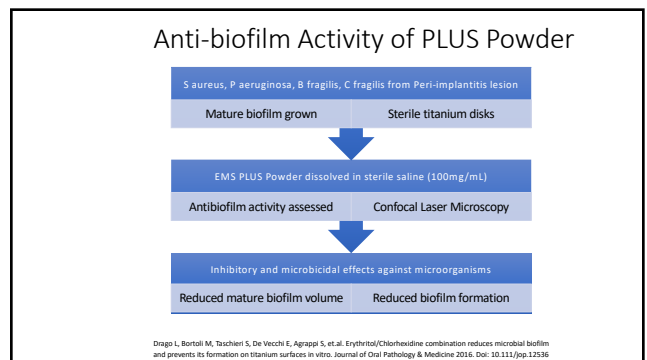 Anti-biofilm Activity of PLUS Powder
S aureus, P aeruginosa, B fragilis, C fragilis from Peri-implantitis lesion
Mature biofilm grown
Sterile titanium disks
EMS PLUS Powder dissolved in sterile saline (100mg/mL)
Antibiofilm activity assessed
Confocal Laser Microscopy
Inhibitory and microbicidal effects against microorganisms
Reduced mature biofilm volume
Reduced biofilm formation
Drago L, Bortoli M, Taschieri S, De Vecchi E, Agrappi S, et.al. Erythritol/Chlorhexidine combination reduces microbial biofilm
and prevents its formation on titanium surfaces in vitro. Journal of Oral Pathology & Medicine 2016. Doi: 10.111/jop.12536